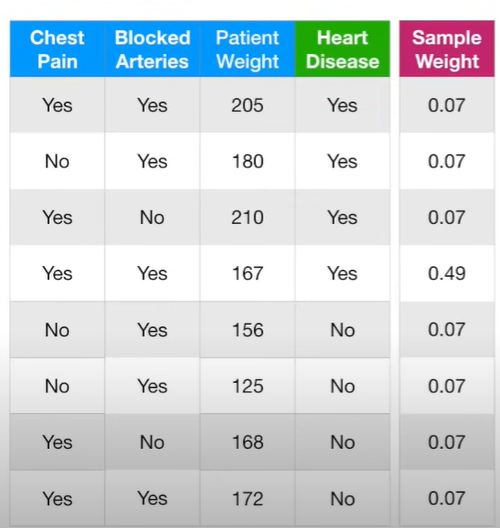 Chest Pain Blocked Arteries Patient Weight Heart Disease Sample Weight
Yes Yes 205 Yes 0.07
No Yes 180 Yes 0.07
Yes No 210 Yes 0.07
Yes Yes 167 Yes 0.49
No Yes 156 No 0.07
No Yes 125 No 0.07
Yes No 168 No 0.07
Yes Yes 172 No 0.07